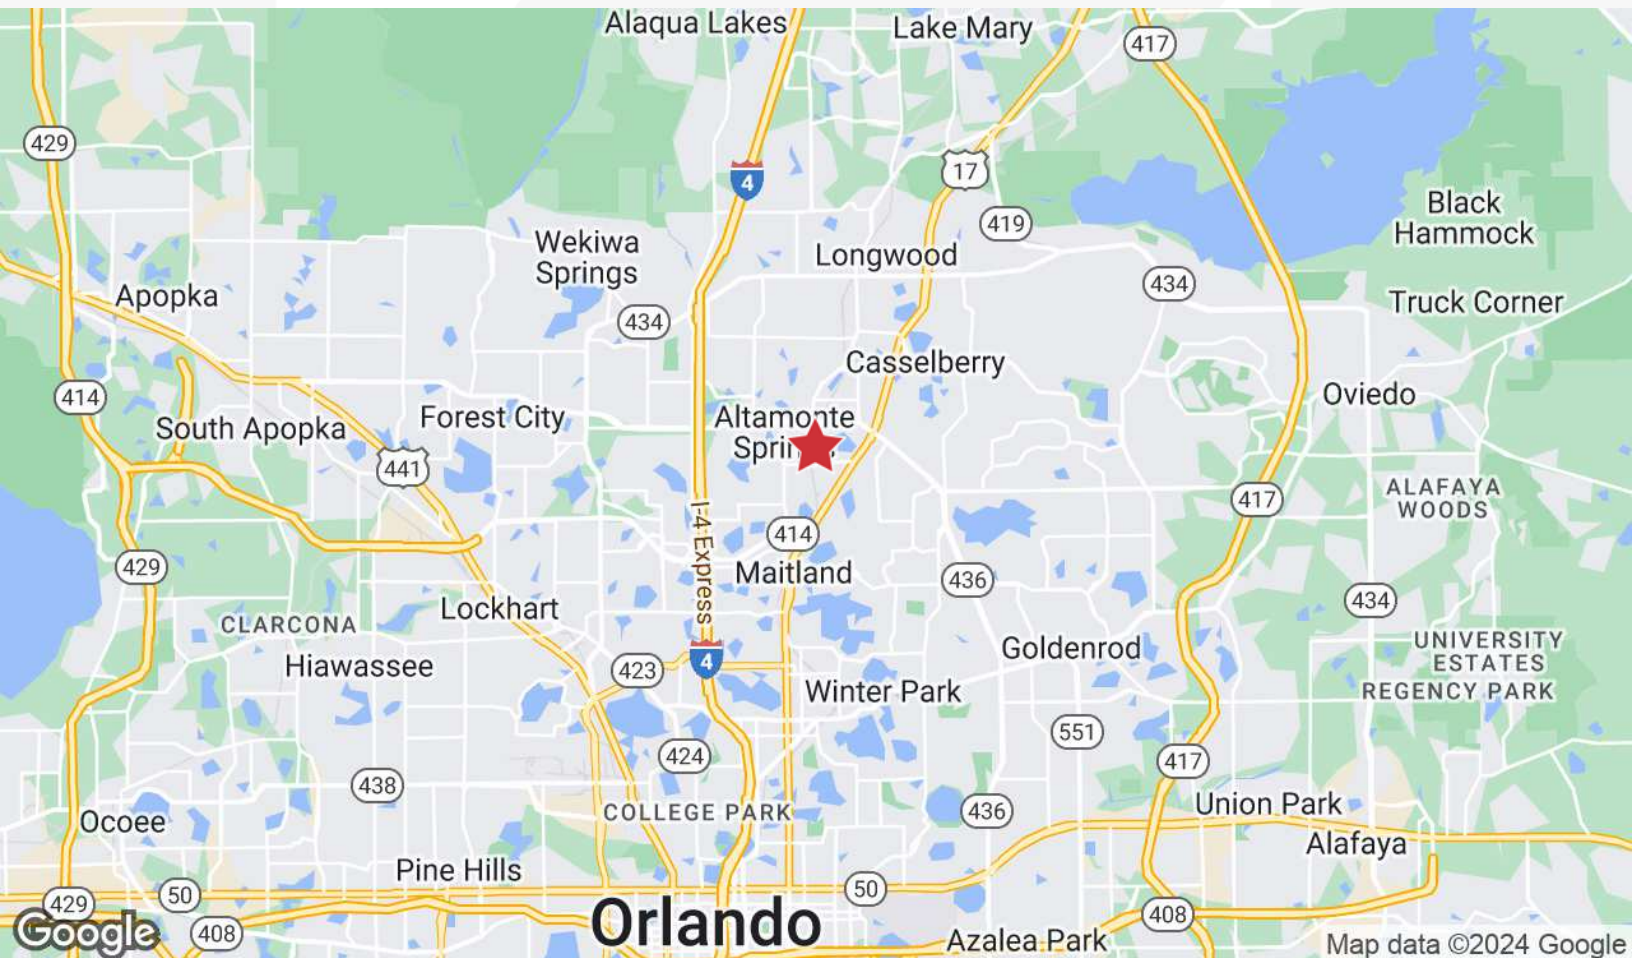 Alaqua Lakes
Lake Mary
417
429
4
17
Black
Hammock
419
Wekiwa
Springs
Longwood
434
Apopka
Truck Corner
434
Casselberry
414
Oviedo
Forest City
Altamonte
South Apopka
441
417
ALAFAYA
WOODS
I-4 Express
414
429
Maitland
436
434
Lockhart
CLARCONA
UNIVERSITY
ESTATES
Goldenrod
Hiawassee
423
4
REGENCY PARK
Winter Park
551
424
417
438
Union Park
COLLEGE PARK
436
Ocoee
Alafaya
Pine Hills
50
50
429
408
Orlando
408
Google
Azalea Park
Map data ©2024 Google